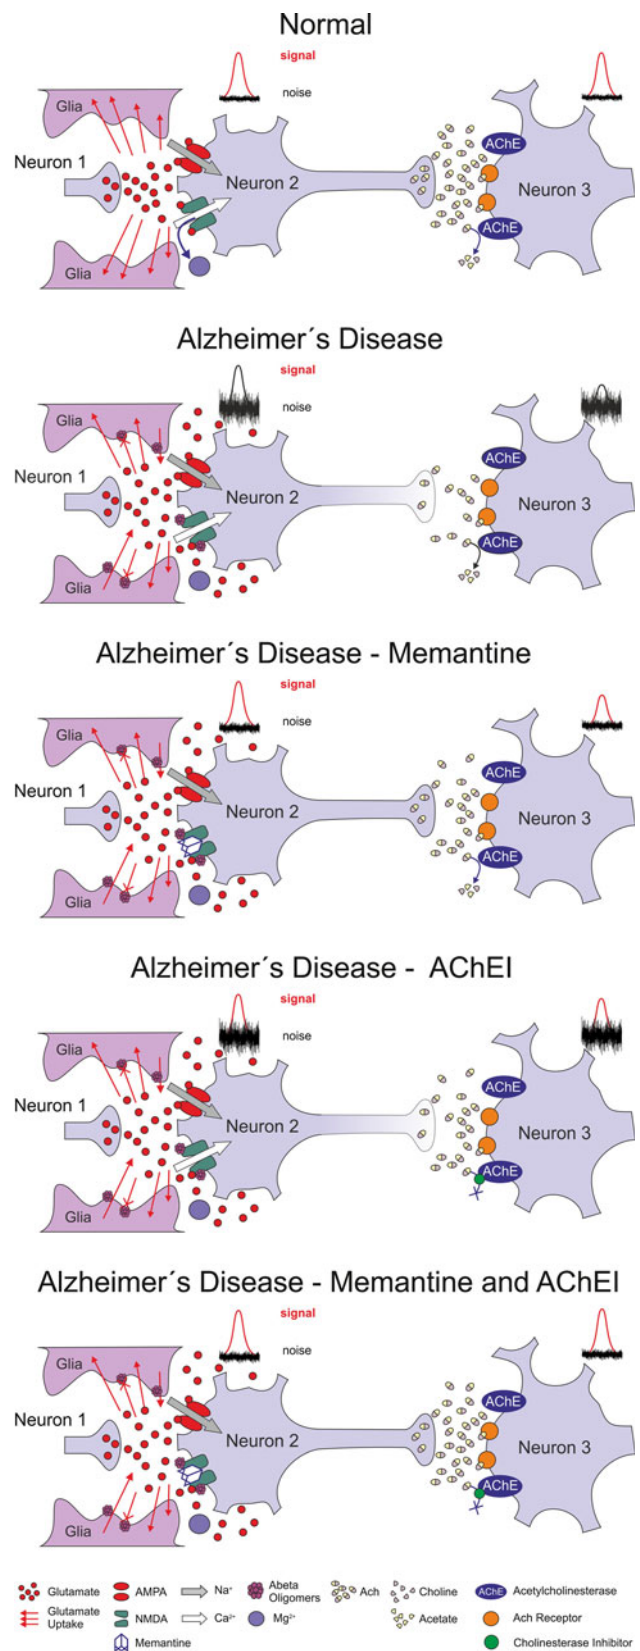 Normal
signal
noise
Glia
Neuron 1
Neuron 2
Glia
AChE
Neuron 3
AChE
Alzheimer´s Disease
signal
noise
Glia
Neuron 1
Neuron 2
Glia
AChE
Neuron 3
AChE
Alzheimer´s Disease - Memantine
signal
noise
Glia
Neuron 1
Neuron 2
Glia
AChE
Neuron 3
AChE
Alzheimer´s Disease - AChEI
signal
noise
Glia
Neuron 1
Neuron 2
Glia
AChE
Neuron 3
AChE
Alzheimer´s Disease - Memantine and AChEI
signal
noise
Glia
Neuron 1
Neuron 2
Glia
AChE
Neuron 3
AChE
Glutamate
Glutamate
Uptake
AMPA
NMDA
Memantine
Na⁺
Ca²⁺
Abeta
Oligomers
Mg²⁺
Ach
Choline
Acetate
AChE
Acetylcholinesterase
Ach Receptor
Cholinesterase Inhibitor